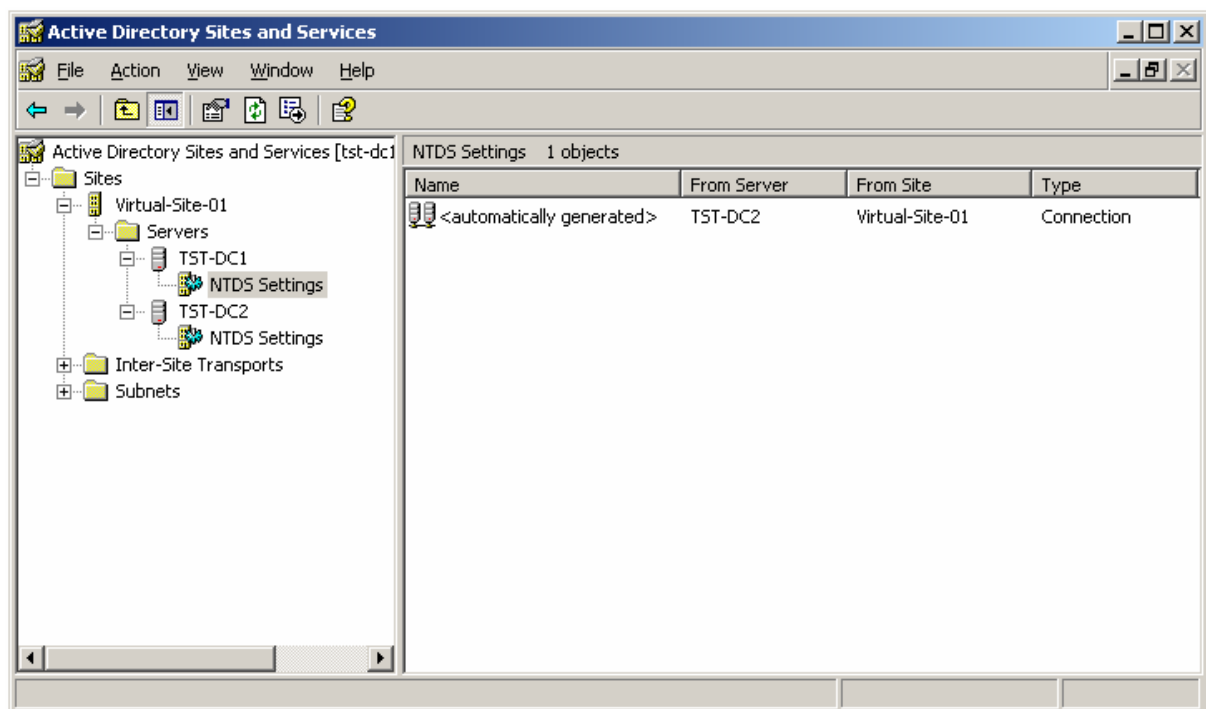 Active Directory Sites and Services
File Action View Window Help
Active Directory Sites and Services [tst-dc1
Sites
Virtual-Site-01
Servers
TST-DC1
NTDS Settings
TST-DC2
NTDS Settings
Inter-Site Transports
Subnets
NTDS Settings 1 objects
Name From Server From Site Type
<automatically generated> TST-DC2 Virtual-Site-01 Connection